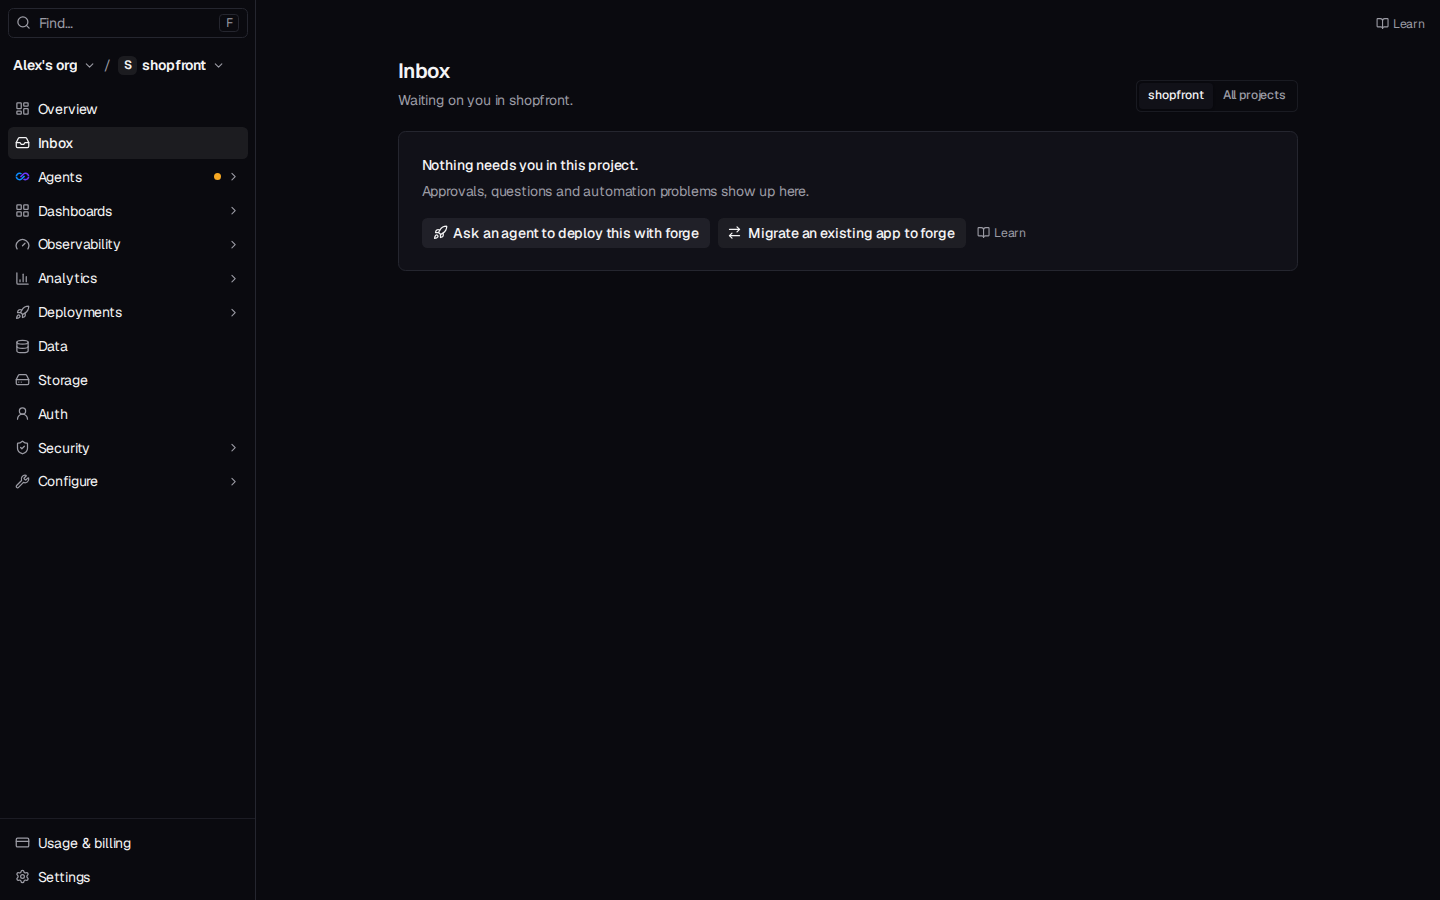 Find...
F
Alex's org / S shopfront
Overview
Inbox
Agents
Dashboards
Observability
Analytics
Deployments
Data
Storage
Auth
Security
Configure
Usage & billing
Settings
Learn
Inbox
Waiting on you in shopfront.
shopfront All projects
Nothing needs you in this project.
Approvals, questions and automation problems show up here.
Ask an agent to deploy this with forge Migrate an existing app to forge Learn